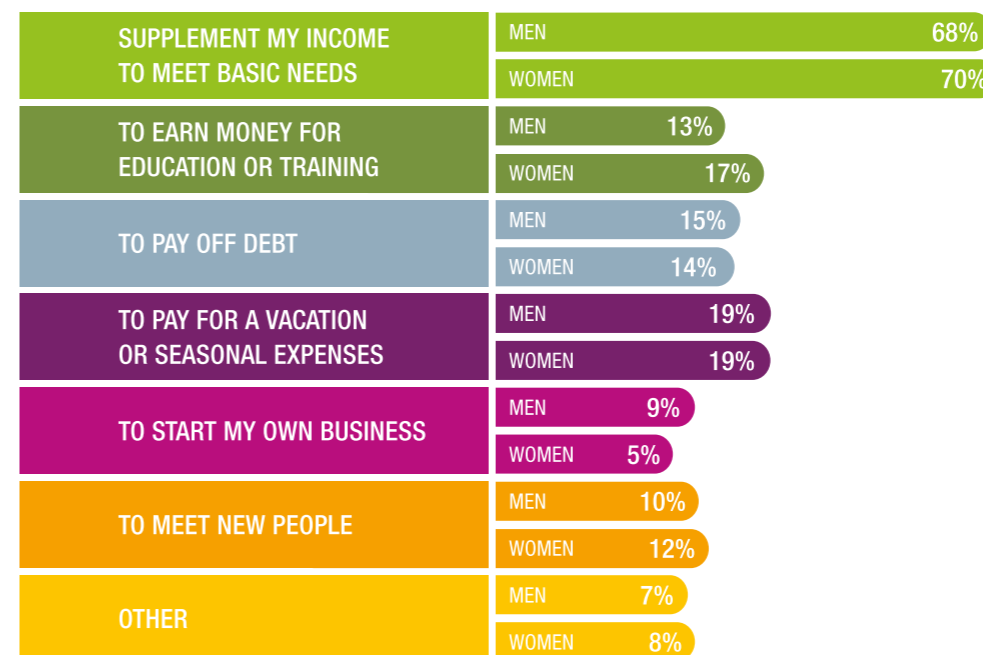 SUPPLEMENT MY INCOME
TO MEET BASIC NEEDS
MEN 68%
WOMEN 70%
TO EARN MONEY FOR
EDUCATION OR TRAINING
MEN 13%
WOMEN 17%
TO PAY OFF DEBT
MEN 15%
WOMEN 14%
TO PAY FOR A VACATION
OR SEASONAL EXPENSES
MEN 19%
WOMEN 19%
TO START MY OWN BUSINESS
MEN 9%
WOMEN 5%
TO MEET NEW PEOPLE
MEN 10%
WOMEN 12%
OTHER
MEN 7%
WOMEN 8%